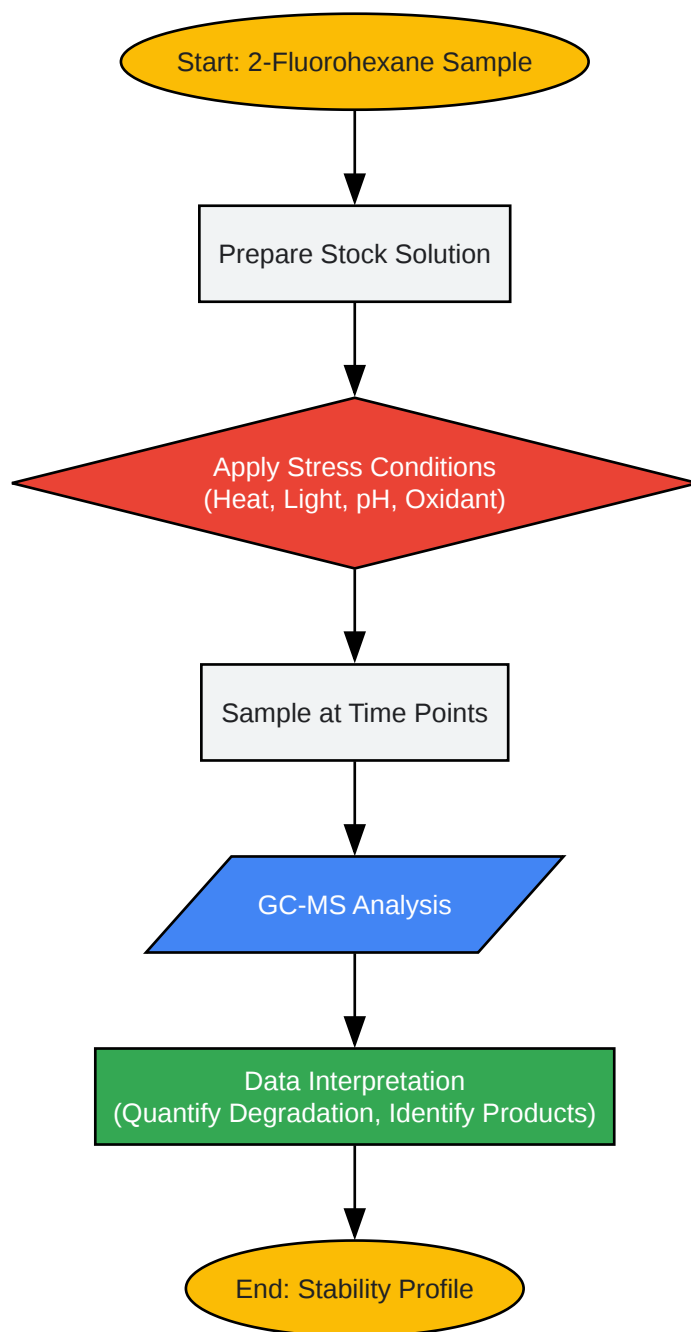 Start: 2-Fluorohexane Sample
Prepare Stock Solution
Apply Stress Conditions
(Heat, Light, pH, Oxidant)
Sample at Time Points
GC-MS Analysis
Data Interpretation
(Quantify Degradation, Identify Products)
End: Stability Profile